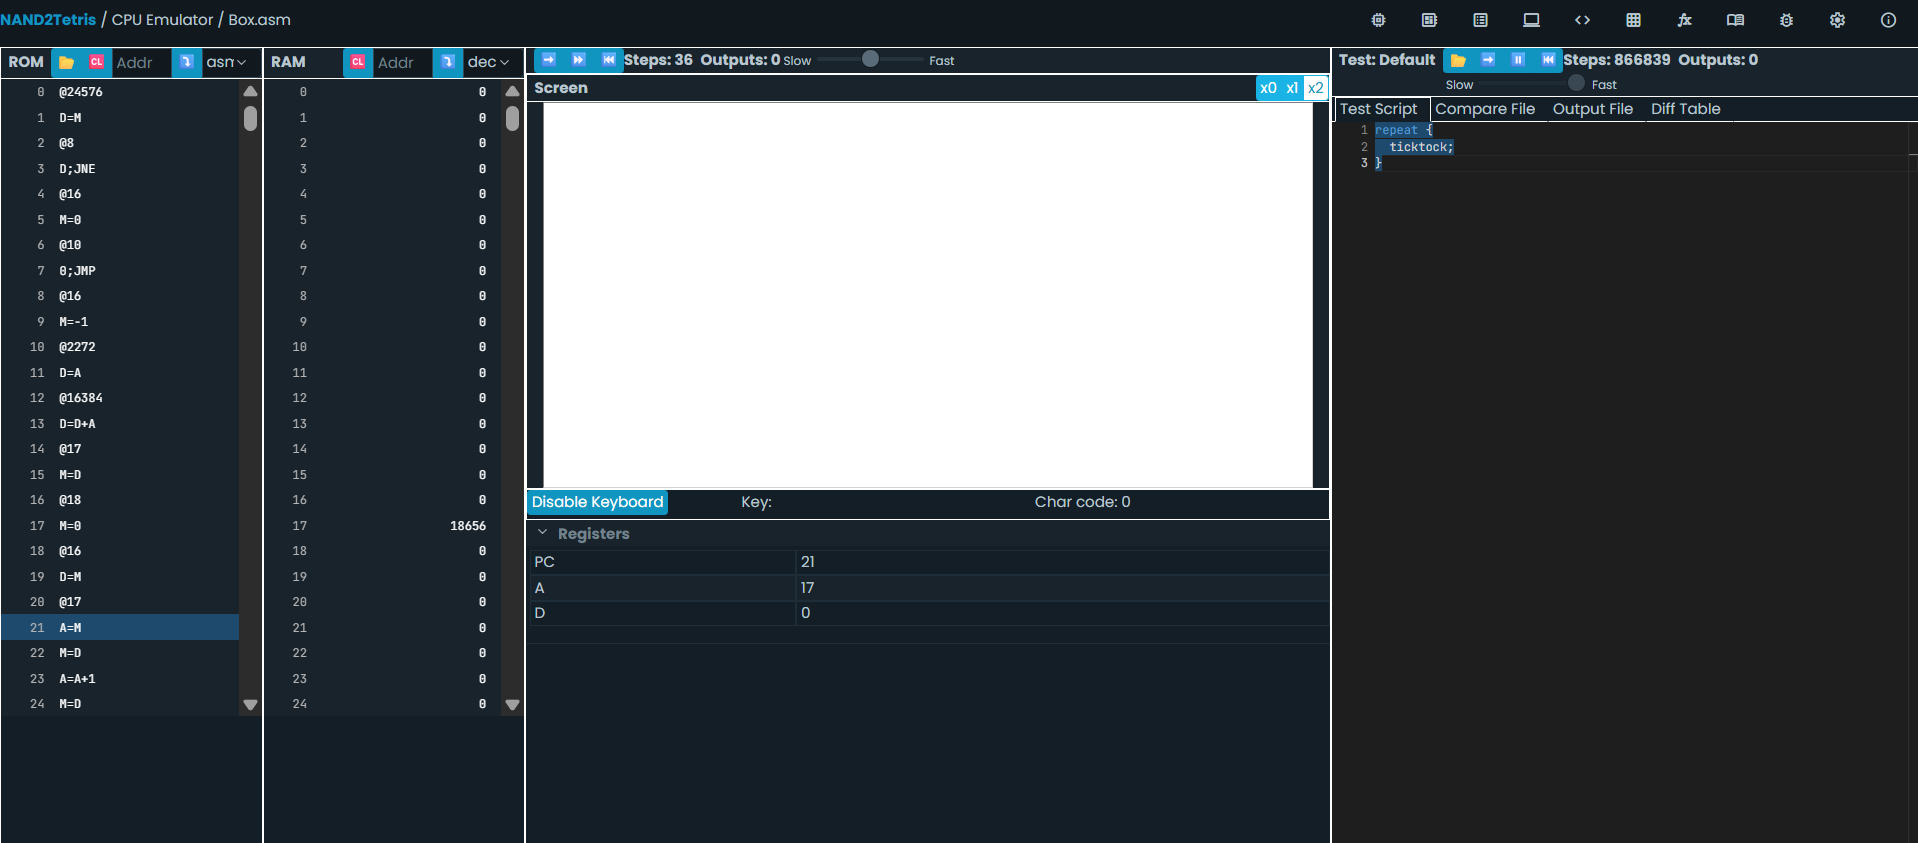 NAND2Tetris / CPU Emulator / Box.asm
ROM CL Addr asm
0 @24576
1 D=M
2 @8
3 D;JNE
4 @16
5 M=0
6 @10
7 0;JMP
8 @16
9 M=-1
10 @2272
11 D=A
12 @16384
13 D=D+A
14 @17
15 M=D
16 @18
17 M=0
18 @16
19 D=M
20 @17
21 A=M
22 M=D
23 A=A+1
24 M=D
RAM CL Addr dec
0 0
1 0
2 0
3 0
4 0
5 0
6 0
7 0
8 0
9 0
10 0
11 0
12 0
13 0
14 0
15 0
16 0
17 18656
18 0
19 0
20 0
21 0
22 0
23 0
24 0
Steps: 36 Outputs: 0 Slow Fast
Screen x0 x1 x2
Disable Keyboard Key: Char code: 0
Registers
PC 21
A 17
D 0
Test: Default Steps: 866839 Outputs: 0
Slow Fast
Test Script Compare File Output File Diff Table
1 repeat {
2 ticktock;
3 }